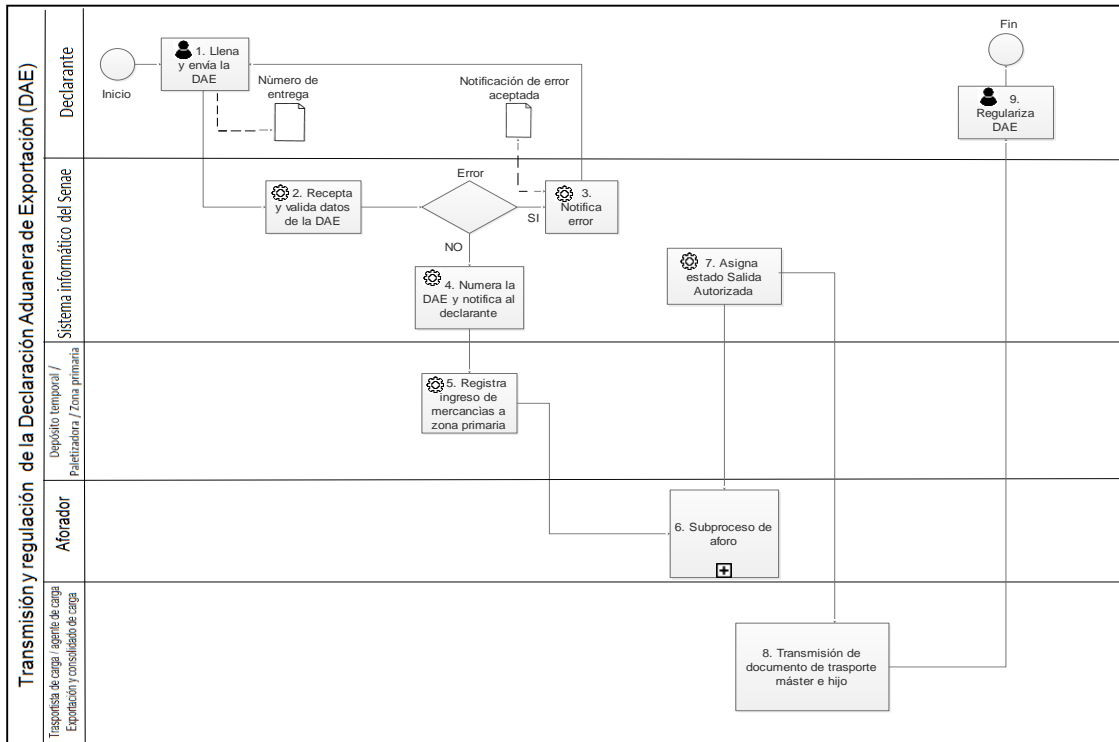 Transmisión y regulación de la Declaración Aduanera de Exportación (DAE)
Declarante
Inicio
1. Llena
y envía la
DAE
Nùmero de
entrega
Notificación de error
aceptada
Fin
9.
Regulariza
DAE
Sistema informático del Senae
2. Recepta
y valida datos
de la DAE
Error
SI
NO
3.
Notifica
error
4. Numera la
DAE y notifica al
declarante
7. Asigna
estado Salida
Autorizada
Depósito temporal /
Paletizadora / Zona primaria
5. Registra
ingreso de
mercancías a
zona primaria
Aforador
6. Subproceso de
aforo
Trasportista de carga / agente de carga
Exportación y consolidado de carga
8. Transmisión de
documento de trasporte
máster e hijo